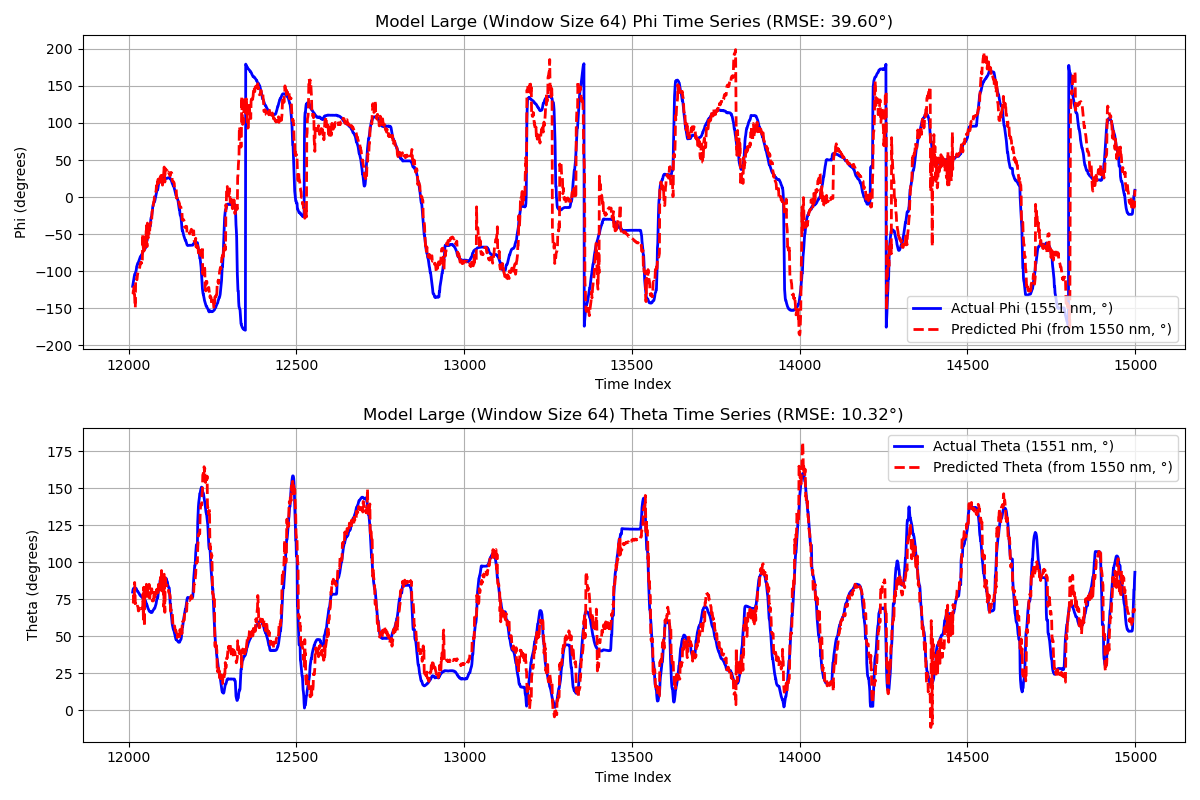 Model Large (Window Size 64) Phi Time Series (RMSE: 39.60°)
200
150
100
50
0
−50
−100
−150
−200
Phi (degrees)
Actual Phi (1551 nm, °)
Predicted Phi (from 1550 nm, °)
12000 12500 13000 13500 14000 14500 15000
Time Index
Model Large (Window Size 64) Theta Time Series (RMSE: 10.32°)
175
150
125
100
75
50
25
0
Theta (degrees)
Actual Theta (1551 nm, °)
Predicted Theta (from 1550 nm, °)
12000 12500 13000 13500 14000 14500 15000
Time Index